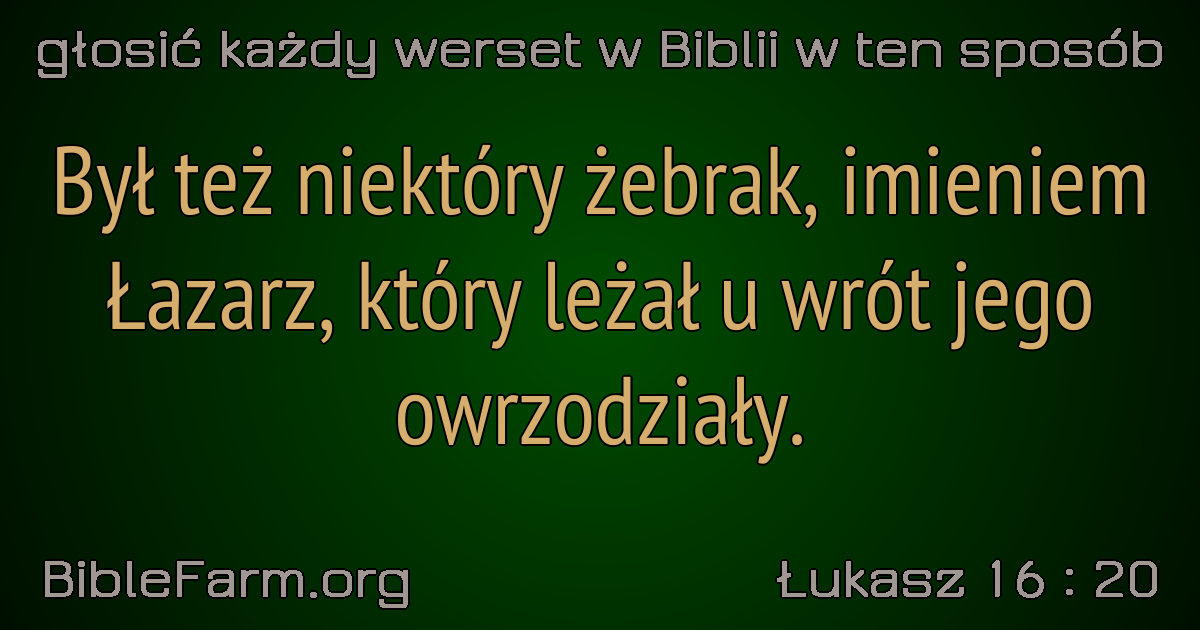 głosić każdy werset w Biblii w ten sposób
Był też niektóry żebrak, imieniem
Łazarz, który leżał u wrót jego
owrzodziały.
BibleFarm.org
Łukasz 16 : 20